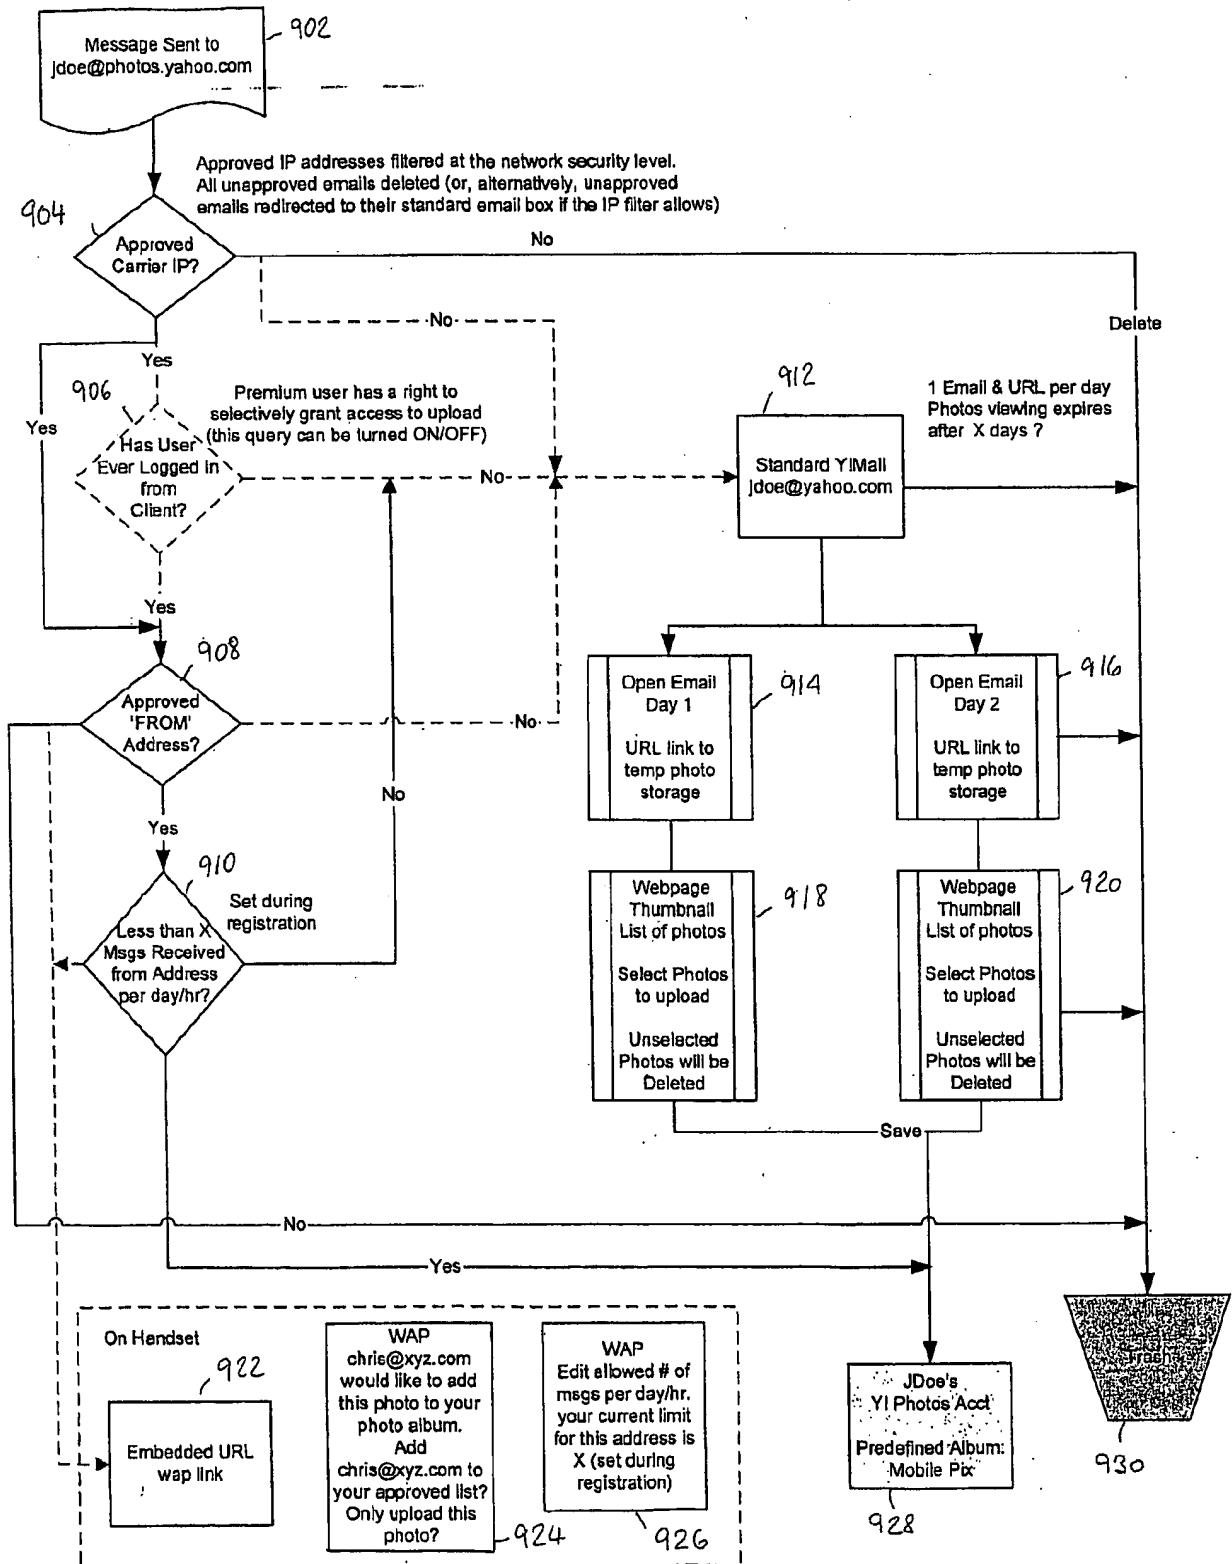 902
Message Sent to
jdoe@photos.yahoo.com
Approved IP addresses filtered at the network security level.
All unapproved emails deleted (or, alternatively, unapproved
emails redirected to their standard email box if the IP filter allows)
904
Approved
Carrier IP?
No
No
Delete
Yes
Yes
906
Premium user has a right to
selectively grant access to upload
(this query can be turned ON/OFF)
Has User
Ever Logged in
from
Client?
No
912
1 Email & URL per day
Photos viewing expires
after X days ?
Standard Y!Mail
jdoe@yahoo.com
Yes
908
Approved
'FROM'
Address?
No
No
Yes
914
Open Email
Day 1
URL link to
temp photo
storage
916
Open Email
Day 2
URL link to
temp photo
storage
910
Set during
registration
Less than X
Msgs Received
from Address
per day/hr?
918
Webpage
Thumbnail
List of photos
Select Photos
to upload
Unselected
Photos will be
Deleted
920
Webpage
Thumbnail
List of photos
Select Photos
to upload
Unselected
Photos will be
Deleted
Save
No
Yes
On Handset
922
Embedded URL
wap link
WAP
chris@xyz.com
would like to add
this photo to your
photo album.
Add
chris@xyz.com to
your approved list?
Only upload this
photo?
924
WAP
Edit allowed # of
msgs per day/hr.
your current limit
for this address is
X (set during
registration)
926
JDoe's
Y! Photos Acct
Predefined Album:
Mobile Pix
928
Trash
930